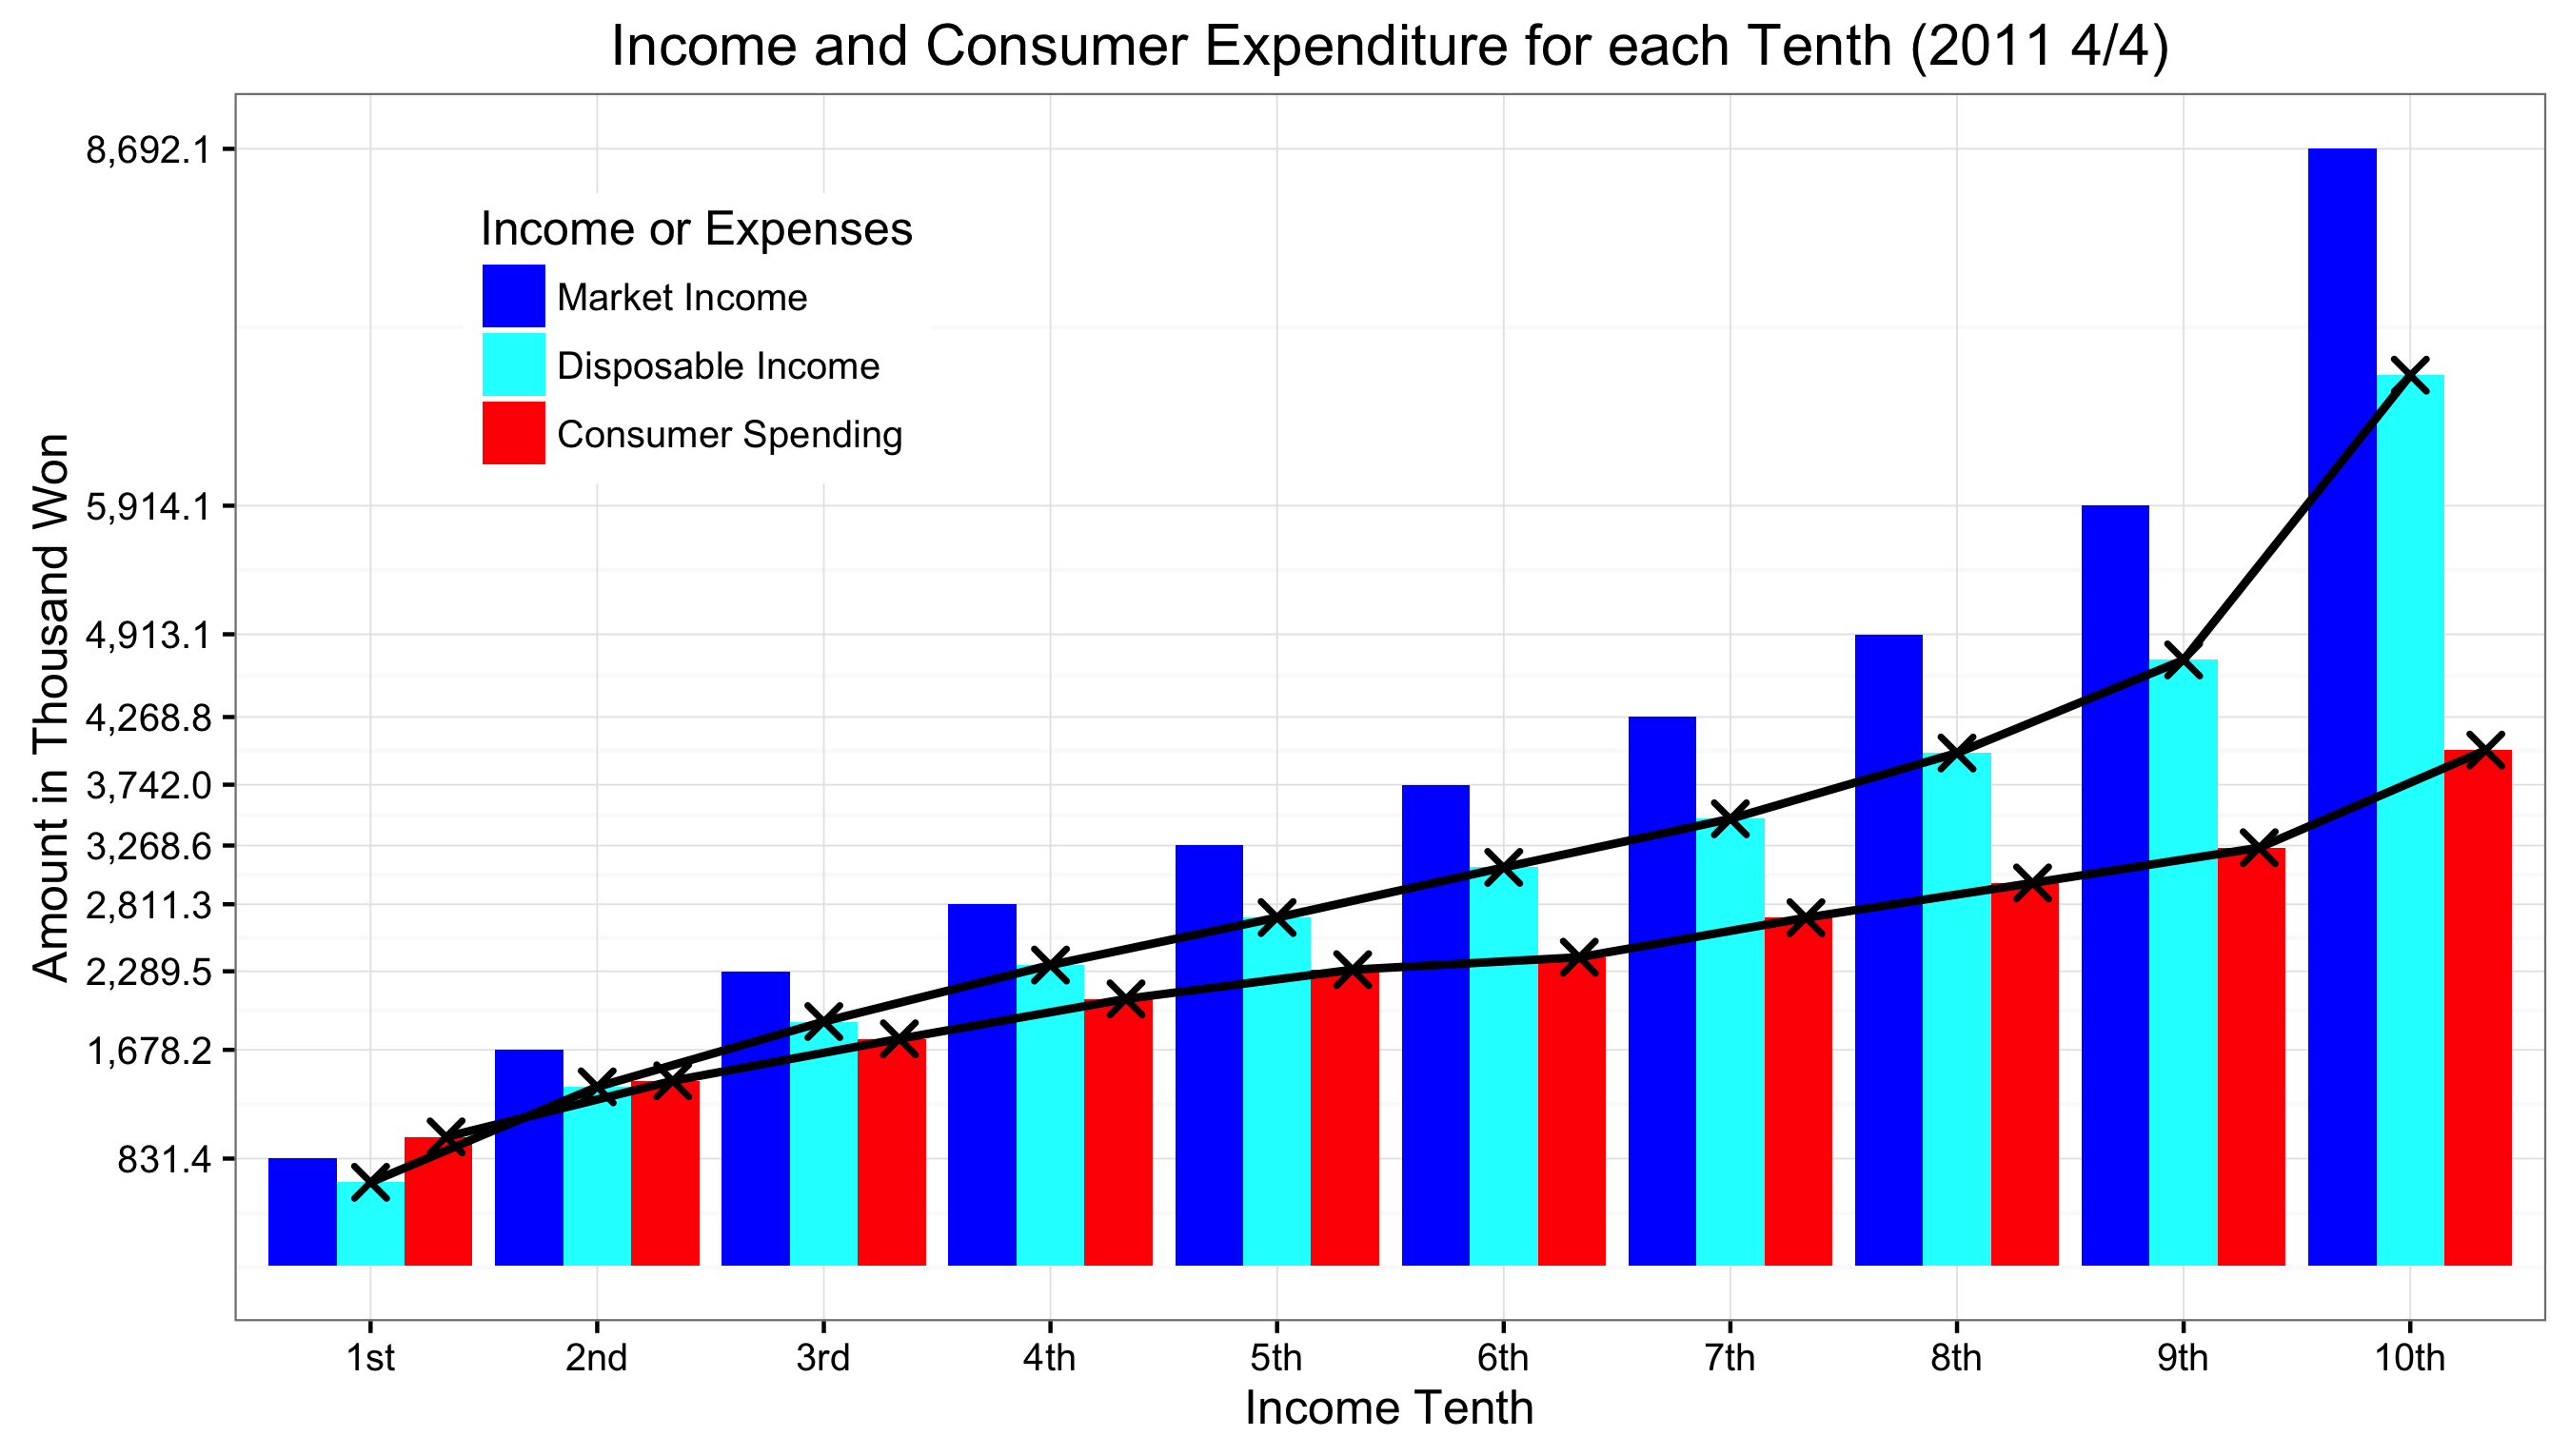 Income and Consumer Expenditure for each Tenth (2011 4/4)
Income or Expenses
Market Income
Disposable Income
Consumer Spending
Amount in Thousand Won
8,692.1
5,914.1
4,913.1
4,268.8
3,742.0
3,268.6
2,811.3
2,289.5
1,678.2
831.4
1st 2nd 3rd 4th 5th 6th 7th 8th 9th 10th
Income Tenth